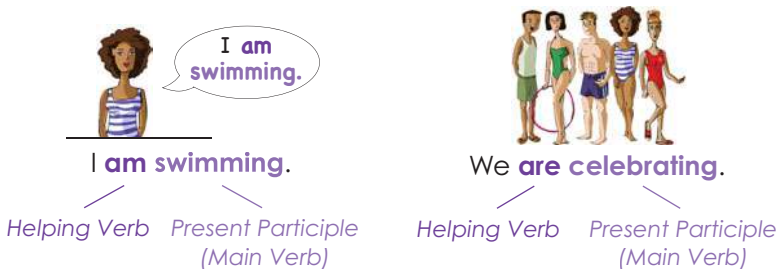 I am
swimming.
I am swimming.
Helping Verb Present Participle
(Main Verb)
We are celebrating.
Helping Verb Present Participle
(Main Verb)